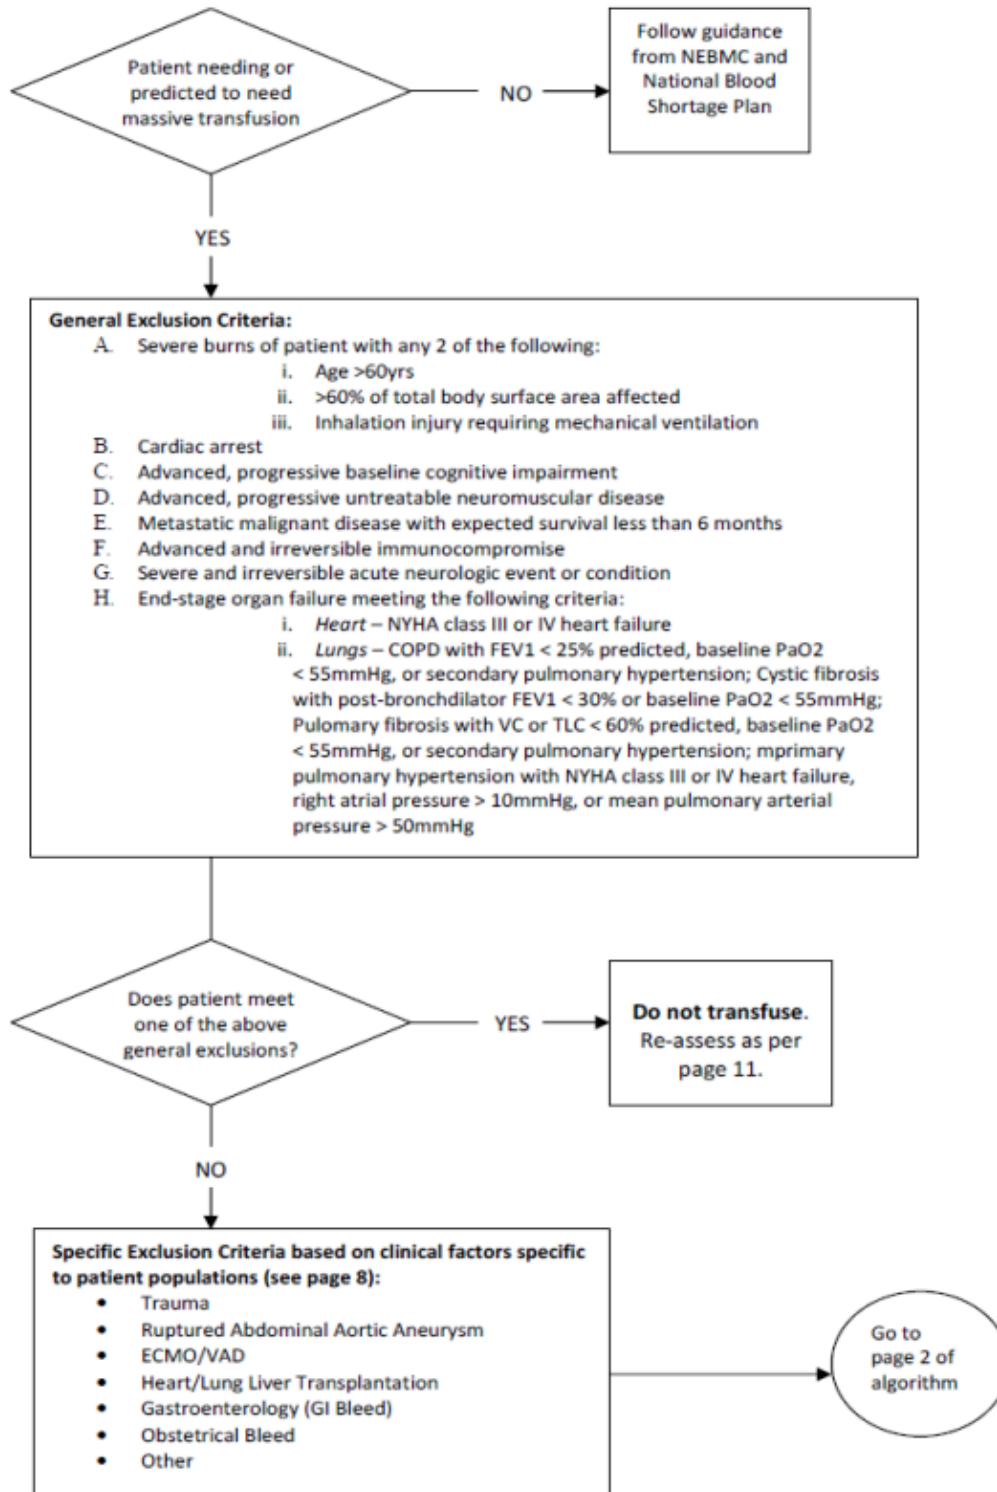 Patient needing or
predicted to need
massive transfusion
NO
Follow guidance
from NEBMC and
National Blood
Shortage Plan
YES
General Exclusion Criteria:
A. Severe burns of patient with any 2 of the following:
i. Age >60yrs
ii. >60% of total body surface area affected
iii. Inhalation injury requiring mechanical ventilation
B. Cardiac arrest
C. Advanced, progressive baseline cognitive impairment
D. Advanced, progressive untreatable neuromuscular disease
E. Metastatic malignant disease with expected survival less than 6 months
F. Advanced and irreversible immunocompromise
G. Severe and irreversible acute neurologic event or condition
H. End-stage organ failure meeting the following criteria:
i. Heart – NYHA class III or IV heart failure
ii. Lungs – COPD with FEV1 < 25% predicted, baseline PaO2
< 55mmHg, or secondary pulmonary hypertension; Cystic fibrosis
with post-bronchdilator FEV1 < 30% or baseline PaO2 < 55mmHg;
Pulomary fibrosis with VC or TLC < 60% predicted, baseline PaO2
< 55mmHg, or secondary pulmonary hypertension; mprimary
pulmonary hypertension with NYHA class III or IV heart failure,
right atrial pressure > 10mmHg, or mean pulmonary arterial
pressure > 50mmHg
Does patient meet
one of the above
general exclusions?
YES
Do not transfuse.
Re-assess as per
page 11.
NO
Specific Exclusion Criteria based on clinical factors specific
to patient populations (see page 8):
• Trauma
• Ruptured Abdominal Aortic Aneurysm
• ECMO/VAD
• Heart/Lung Liver Transplantation
• Gastroenterology (GI Bleed)
• Obstetrical Bleed
• Other
Go to
page 2 of
algorithm